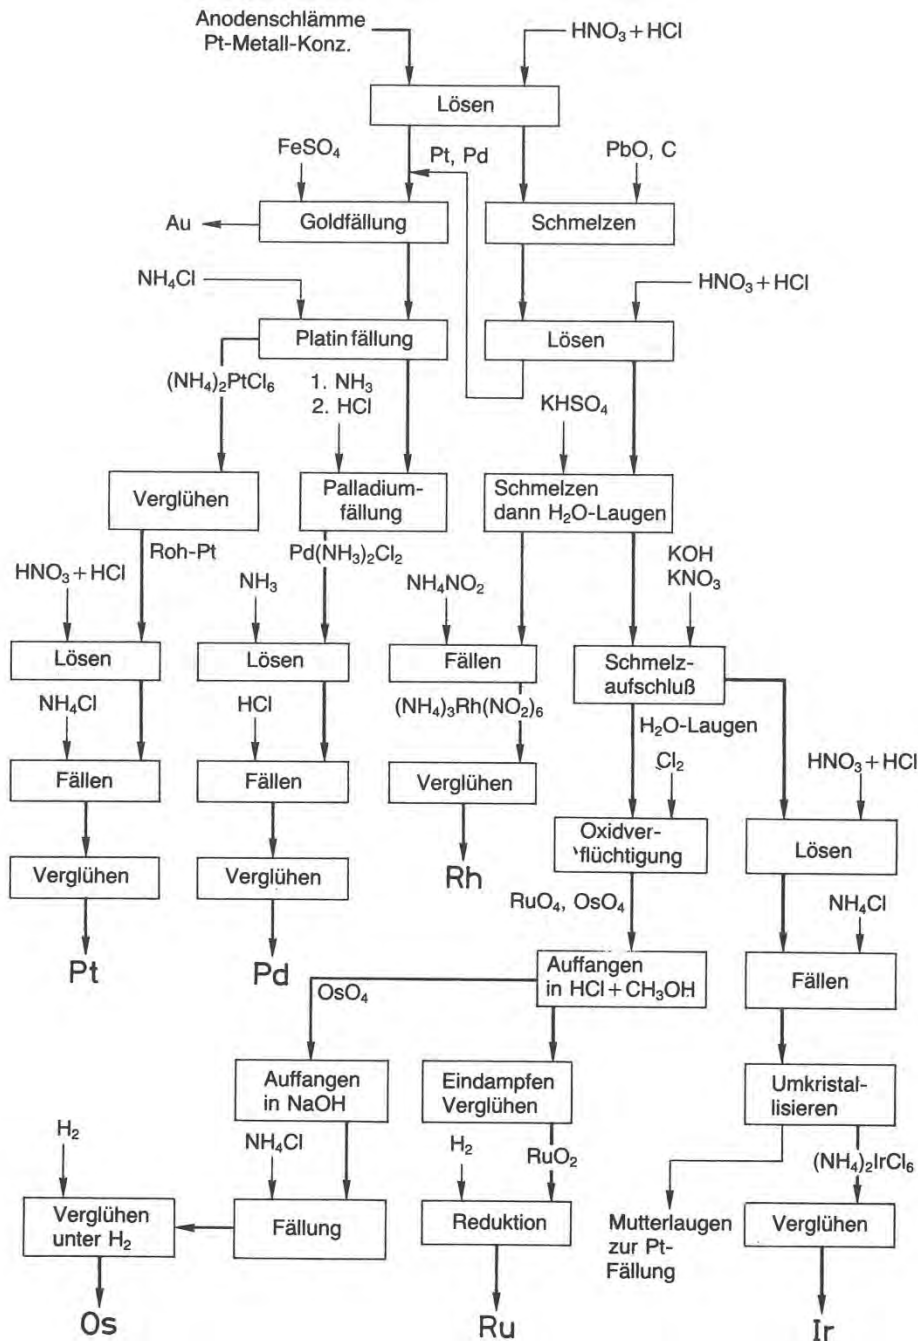 Anodenschlämme
Pt-Metall-Konz.
HNO₃+HCl
Lösen
FeSO₄
Pt, Pd
PbO, C
Au
Goldfällung
Schmelzen
NH₄Cl
HNO₃+HCl
Platinfällung
Lösen
(NH₄)₂PtCl₆
1. NH₃
2. HCl
KHSO₄
Verglühen
Palladium-
fällung
Schmelzen
dann H₂O-Laugen
Roh-Pt
Pd(NH₃)₂Cl₂
KOH
KNO₃
HNO₃+HCl
NH₃
NH₄NO₂
Lösen
Lösen
Fällen
Schmelz-
aufschluß
NH₄Cl
HCl
(NH₄)₃Rh(NO₂)₆
H₂O-Laugen
Cl₂
HNO₃+HCl
Fällen
Fällen
Verglühen
Oxidver-
flüchtigung
Lösen
Verglühen
Verglühen
Rh
RuO₄, OsO₄
NH₄Cl
Pt
Pd
OsO₄
Auffangen
in HCl+CH₃OH
Fällen
Auffangen
in NaOH
Eindampfen
Verglühen
Umkristal-
lisieren
H₂
NH₄Cl
H₂
RuO₂
(NH₄)₂IrCl₆
Verglühen
unter H₂
Fällung
Reduktion
Mutterlaugen
zur Pt-
Fällung
Verglühen
Os
Ru
Ir